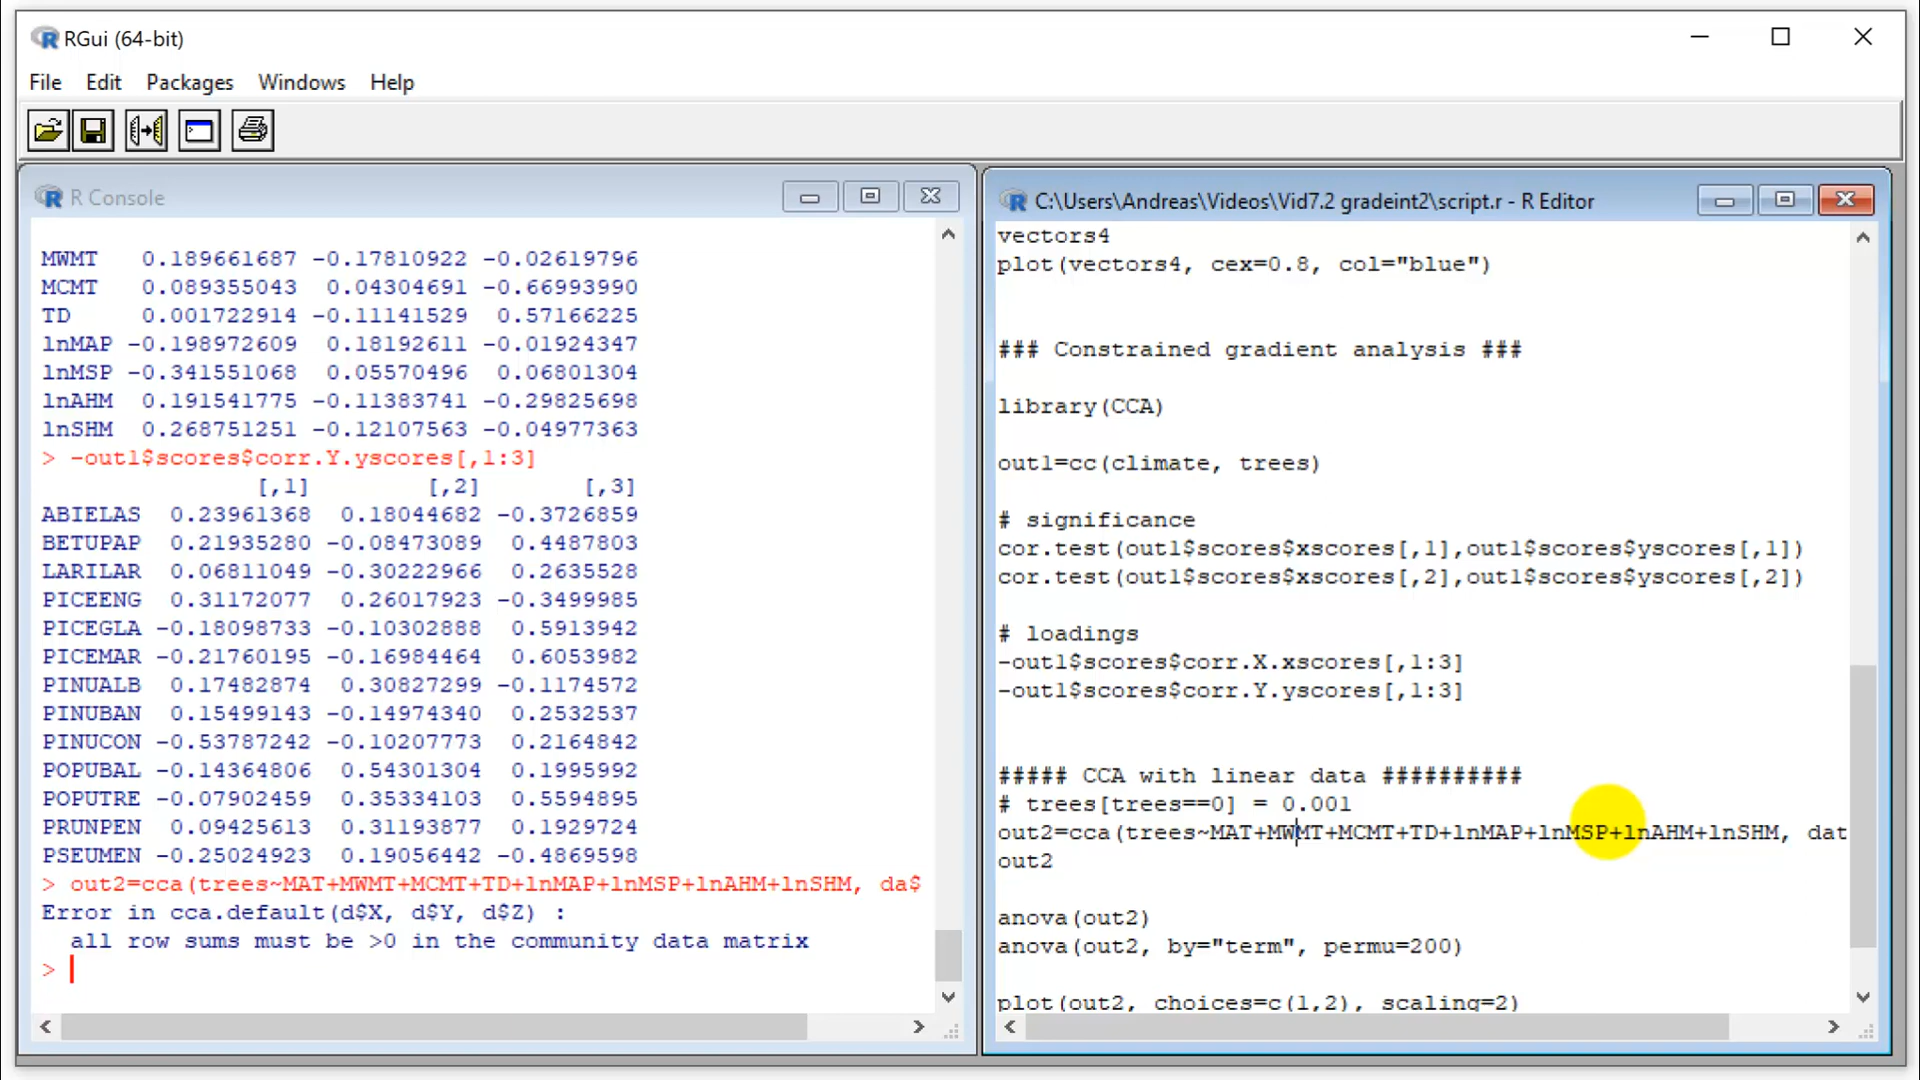 RGui (64-bit)
File Edit Packages Windows Help
R Console
MWMT 0.189661687 -0.17810922 -0.02619796
MCMT 0.089355043 0.04304691 -0.66993990
TD 0.001722914 -0.11141529 0.57166225
lnMAP -0.198972609 0.18192611 -0.01924347
lnMSP -0.341551068 0.05570496 0.06801304
lnAHM 0.191541775 -0.11383741 -0.29825698
lnSHM 0.268751251 -0.12107563 -0.04977363
> -out1$scores$corr.Y.yscores[,1:3]
[,1] [,2] [,3]
ABIELAS 0.23961368 0.18044682 -0.3726859
BETUPAP 0.21935280 -0.08473089 0.4487803
LARILAR 0.06811049 -0.30222966 0.2635528
PICEENG 0.31172077 0.26017923 -0.3499985
PICEGLA -0.18098733 -0.10302888 0.5913942
PICEMAR -0.21760195 -0.16984464 0.6053982
PINUALB 0.17482874 0.30827299 -0.1174572
PINUBAN 0.15499143 -0.14974340 0.2532537
PINUCON -0.53787242 -0.10207773 0.2164842
POPUBAL -0.14364806 0.54301304 0.1995992
POPUTRE -0.07902459 0.35334103 0.5594895
PRUNPEN 0.09425613 0.31193877 0.1929724
PSEUMEN -0.25024913 0.19056442 -0.4869598
> out2=cca(trees~MAT+MWMT+MCMT+TD+lnMAP+lnMSP+lnAHM+lnSHM, da$
Error in cca.default(d$X, d$Y, d$Z) :
all row sums must be >0 in the community data matrix
>
C:\Users\Andreas\Videos\Vid7.2 gradeint2\script.r - R Editor
vectors4
plot(vectors4, cex=0.8, col="blue")
### Constrained gradient analysis ###
library(CCA)
out1=cc(climate, trees)
# significance
cor.test(out1$scores$xscores[,1],out1$scores$yscores[,1])
cor.test(out1$scores$xscores[,2],out1$scores$yscores[,2])
# loadings
-out1$scores$corr.X.xscores[,1:3]
-out1$scores$corr.Y.yscores[,1:3]
##### CCA with linear data ##########
# trees[trees==0] = 0.001
out2=cca(trees~MAT+MWMT+MCMT+TD+lnMAP+lnMSP+lnAHM+lnSHM, dat
out2
anova(out2)
anova(out2, by="term", permu=200)
plot(out2, choices=c(1,2), scaling=2)